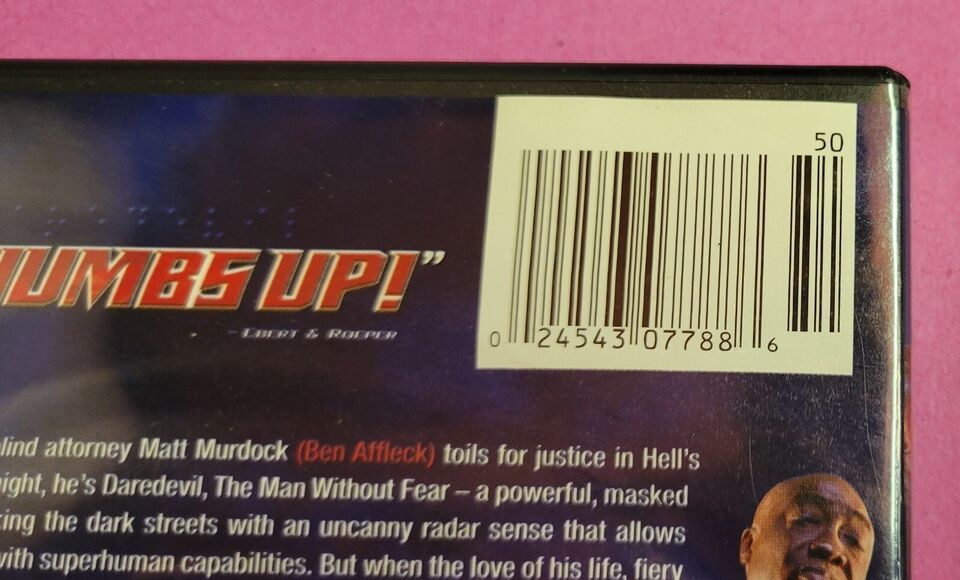 50
0 24543 07788 6
HUMBS UP!”
-EBERT & ROEPER
lind attorney Matt Murdock (Ben Affleck) toils for justice in Hell's
ight, he's Daredevil, The Man Without Fear – a powerful, masked
king the dark streets with an uncanny radar sense that allows
with superhuman capabilities. But when the love of his life, fiery